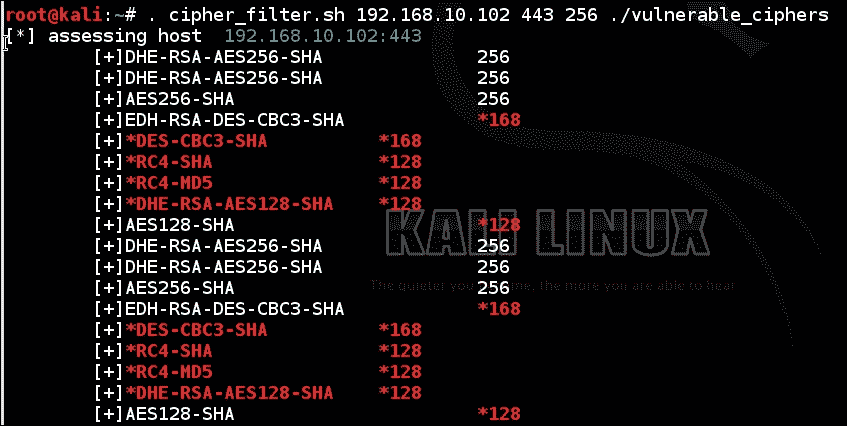 root@kali:~# . cipher_filter.sh 192.168.10.102 443 256 ./vulnerable_ciphers
[*] assessing host 192.168.10.102:443
[+]DHE-RSA-AES256-SHA 256
[+]DHE-RSA-AES256-SHA 256
[+]AES256-SHA 256
[+]EDH-RSA-DES-CBC3-SHA *168
[+]*DES-CBC3-SHA *168
[+]*RC4-SHA *128
[+]*RC4-MD5 *128
[+]*DHE-RSA-AES128-SHA *128
[+]AES128-SHA *128
[+]DHE-RSA-AES256-SHA 256
[+]DHE-RSA-AES256-SHA 256
[+]AES256-SHA 256
[+]EDH-RSA-DES-CBC3-SHA *168
[+]*DES-CBC3-SHA *168
[+]*RC4-SHA *128
[+]*RC4-MD5 *128
[+]*DHE-RSA-AES128-SHA *128
[+]AES128-SHA *128
KALI LINUX
The quieter you the more you are able to hear